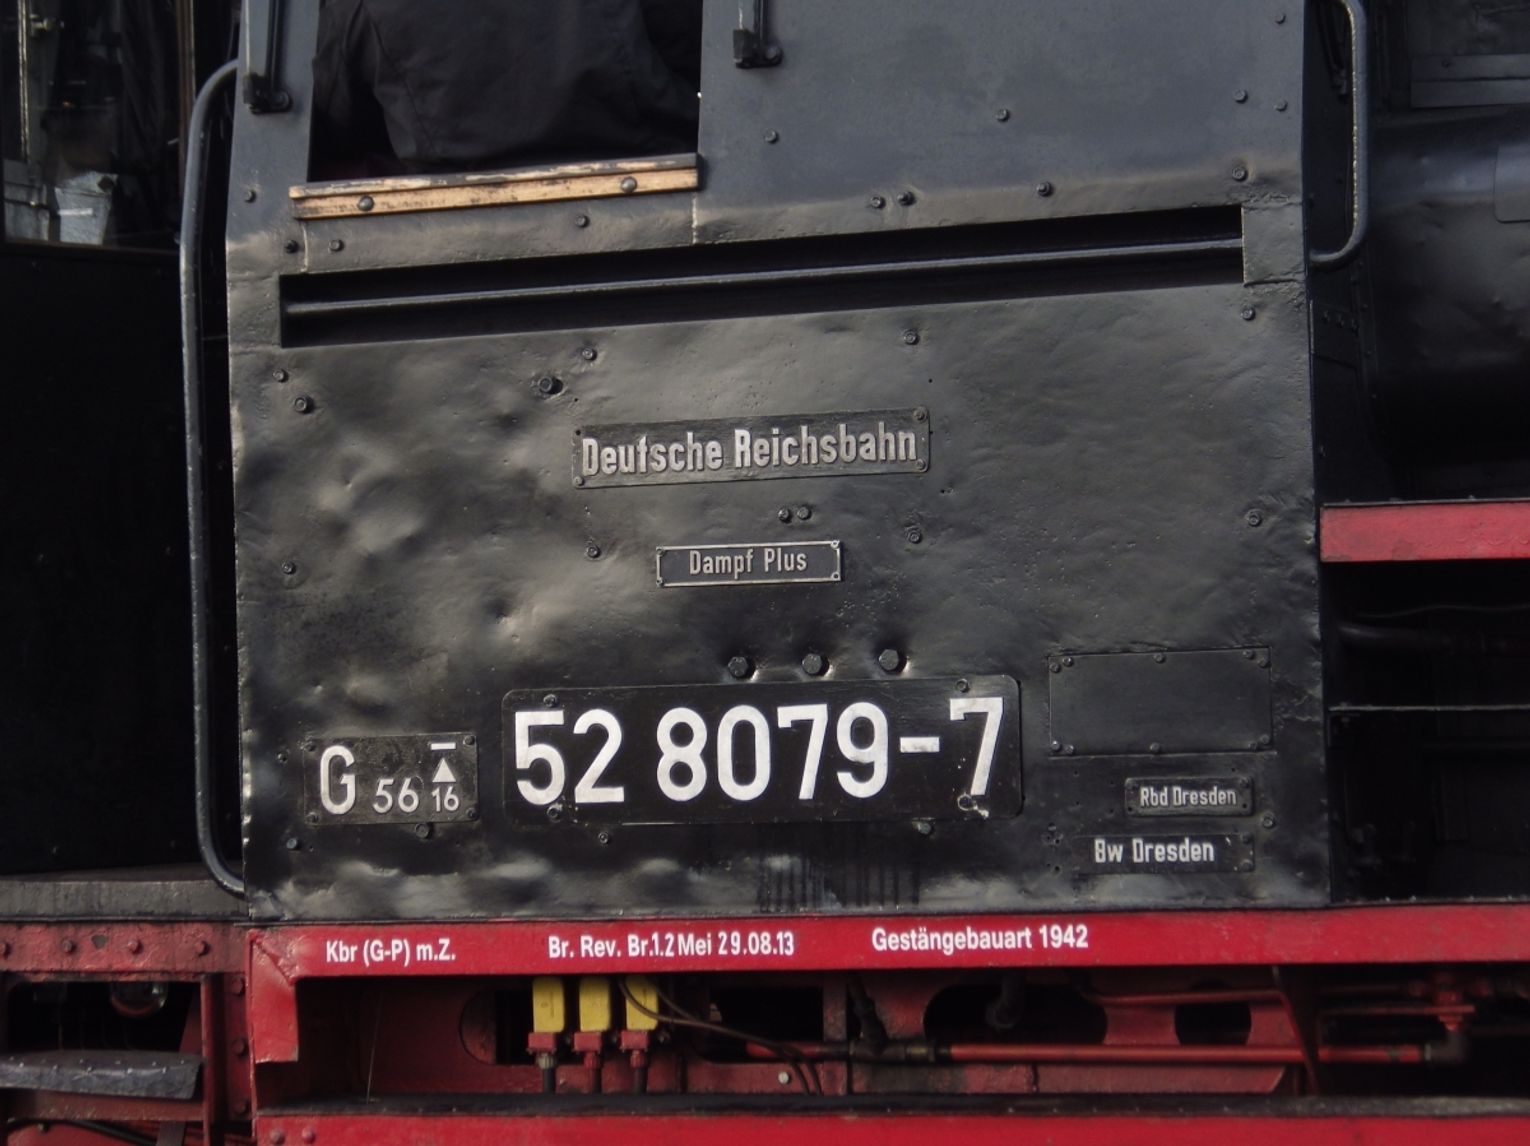 Deutsche Reichsbahn
Dampf Plus
G 56 16
52 8079-7
Rbd Dresden
Bw Dresden
Kbr (G-P) m.Z.
Br. Rev. Br.1.2 Mei 29.08.13
Gestängebauart 1942